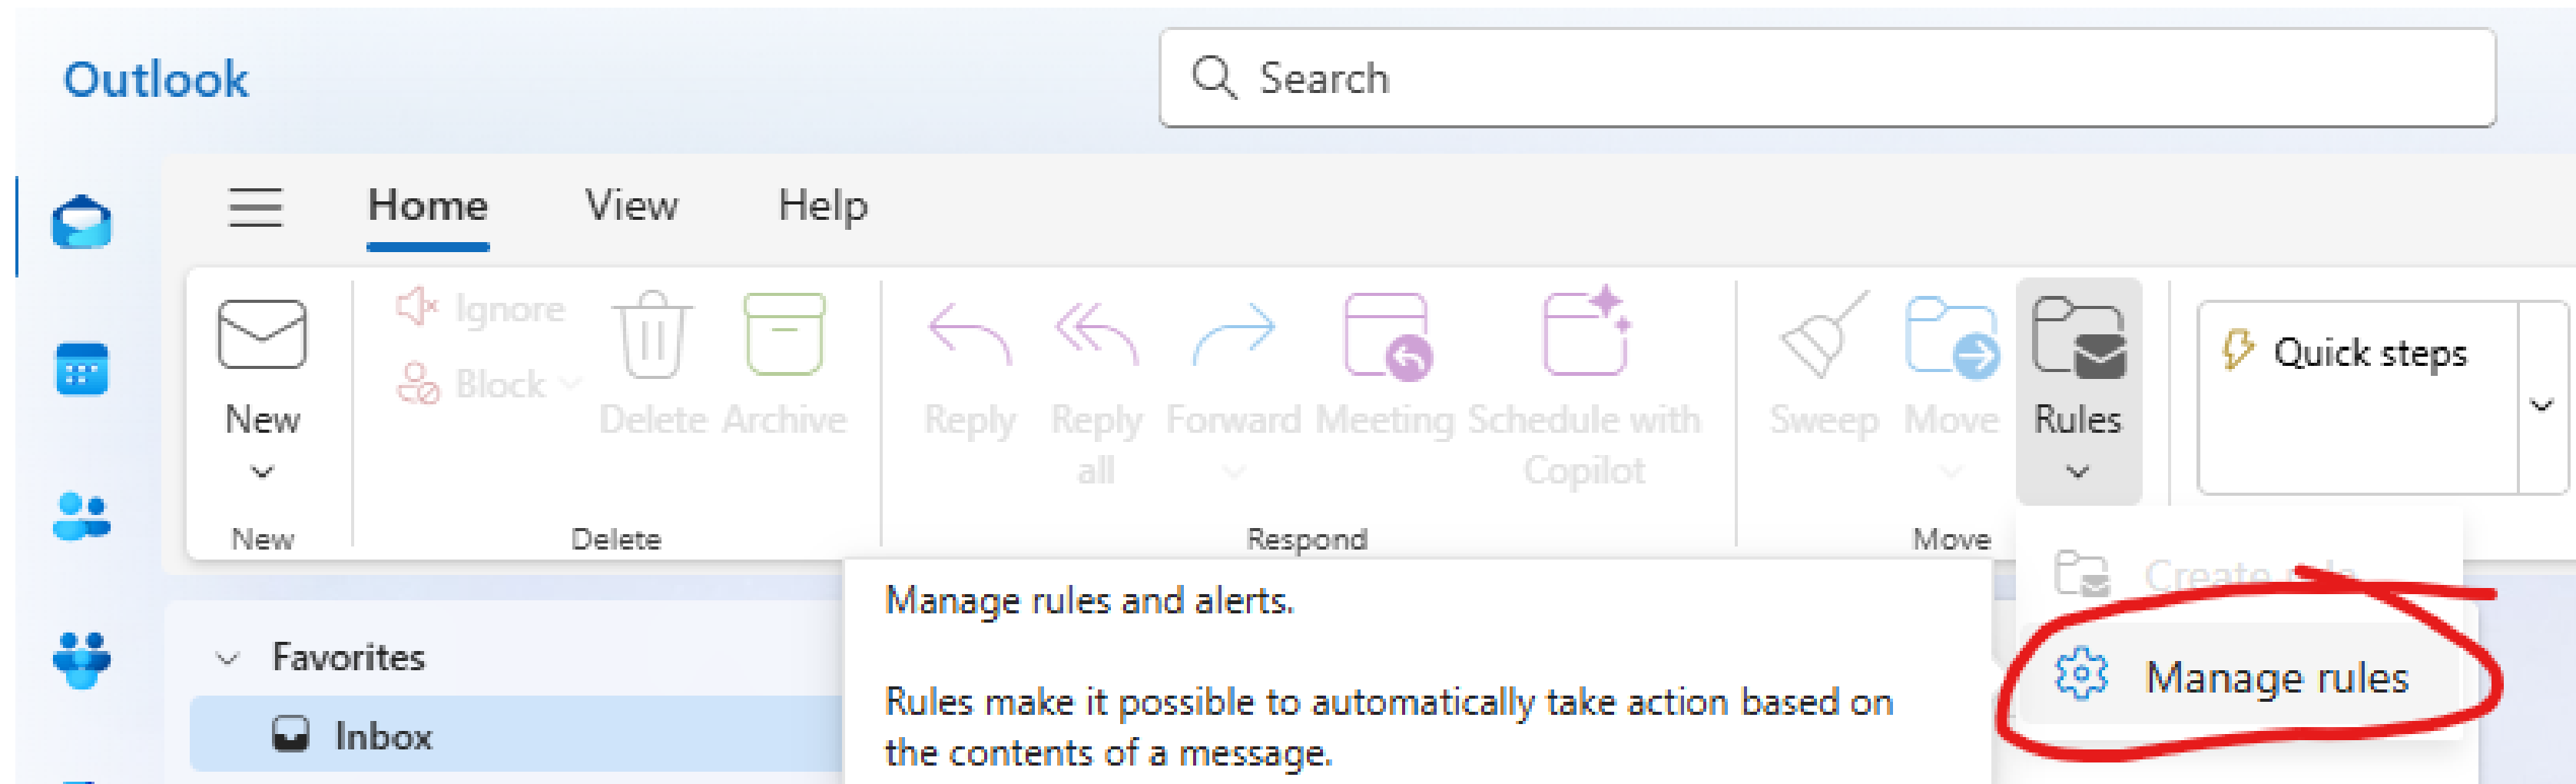 Outlook
Search
Home View Help
New
Ignore
Block
Delete
Archive
Reply
Reply all
Forward
Meeting
Schedule with Copilot
Sweep
Move
Rules
Quick steps
New
Delete
Respond
Move
Create rule
Manage rules
Manage rules and alerts.
Rules make it possible to automatically take action based on
the contents of a message.
Favorites
Inbox